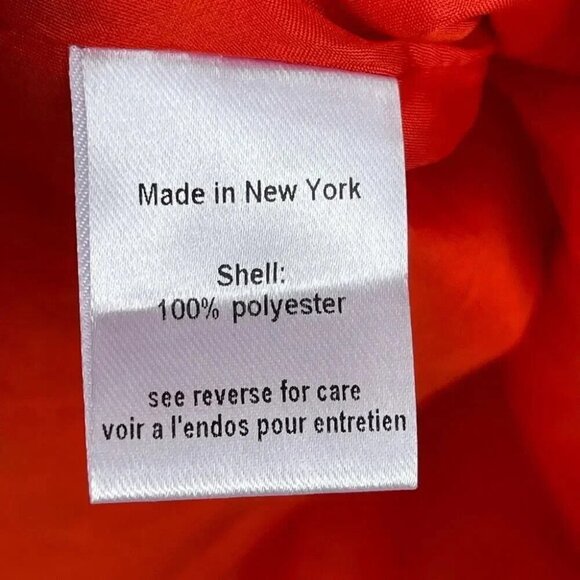 Made in New York
Shell:
100% polyester
see reverse for care
voir a l'endos pour entretien